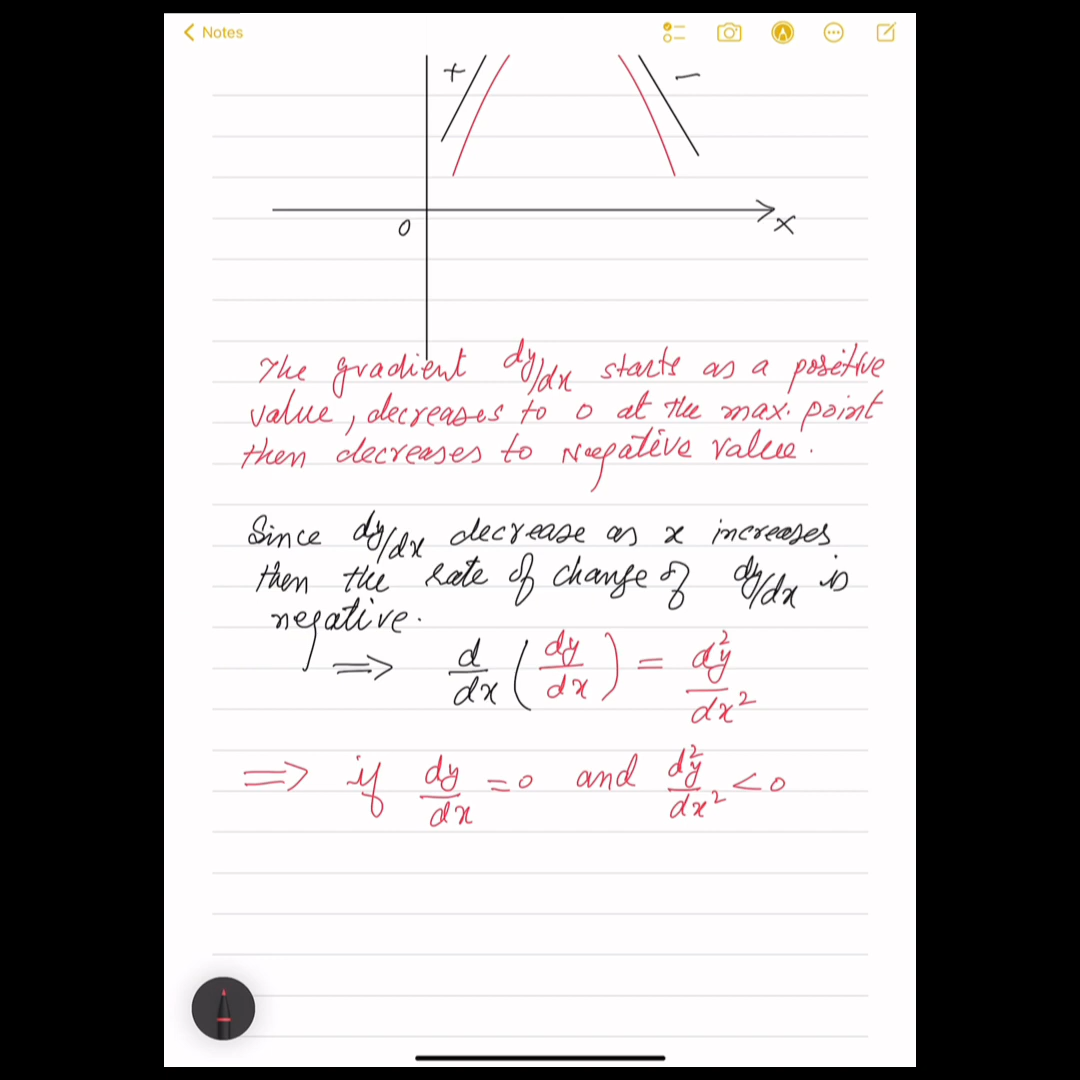 Notes
+ −
0 x
The gradient dy/dx starts as a positive
value, decreases to 0 at the max. point
then decreases to Negative value.
Since dy/dx decrease as x increases
then the rate of change of dy/dx is
negative.
⟹ d/dx (dy/dx) = d²y/dx²
⟹ if dy/dx = 0 and d²y/dx² < 0